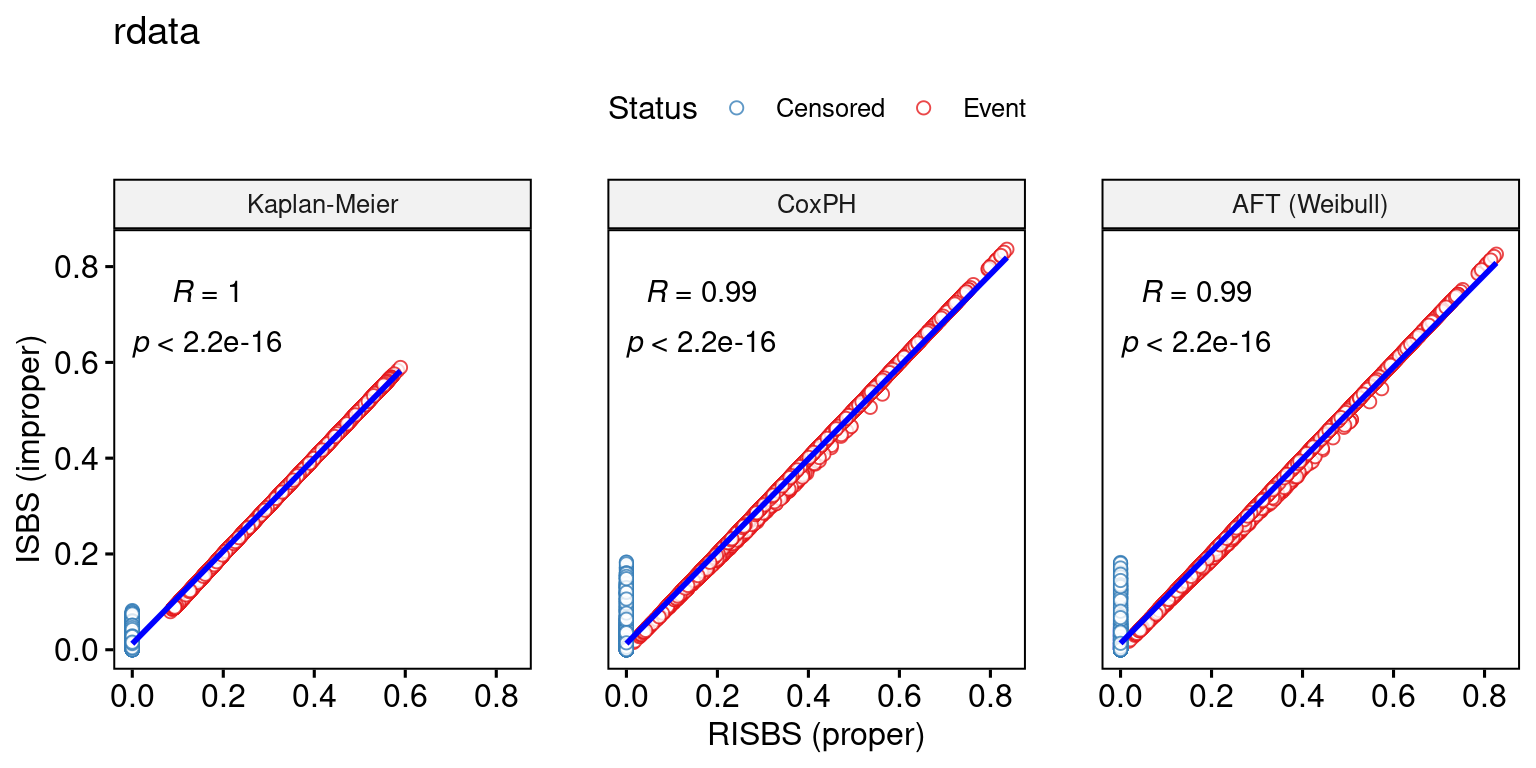 rdata
Status Censored Event
Kaplan-Meier CoxPH AFT (Weibull)
R = 1 R = 0.99 R = 0.99
p < 2.2e-16 p < 2.2e-16 p < 2.2e-16
ISBS (improper)
0.8
0.6
0.4
0.2
0.0
0.0 0.2 0.4 0.6 0.8 0.0 0.2 0.4 0.6 0.8 0.0 0.2 0.4 0.6 0.8
RISBS (proper)